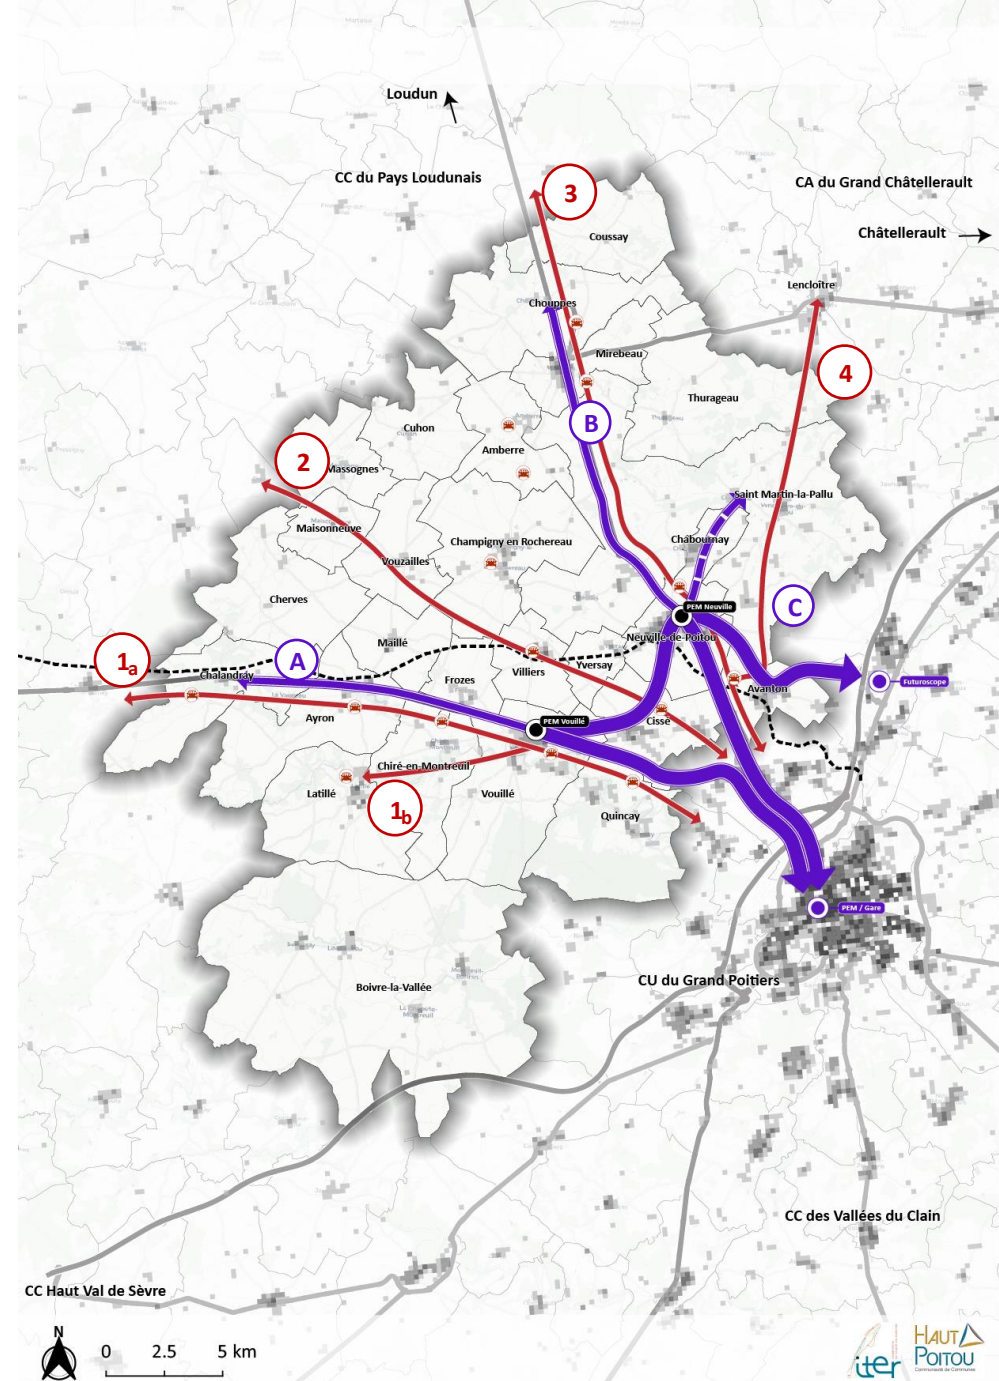 Loudun
CC du Pays Loudunais
CA du Grand Châtellerault
3
Coussay
Châtellerault
Lencloître
Chouppes
Mirebeau
4
Thurageau
B
Cuhon
Amberre
2
Massognes
Saint Martin-la-Pallu
Maisonneuve
Champigny en Rochereau
Chabournay
Vouzailles
Cherves
PEM Neuville
C
Neuville-de-Poitou
Maillé
1a
A
Yversay
Villiers
Chalandray
Frozes
Avanton
Futuroscope
Ayron
PEM Vouillé
Cissé
Chiré-en-Montreuil
Latillé
Vouillé
1b
Quincay
PEM / Gare
CU du Grand Poitiers
Boivre-la-Vallée
CC des Vallées du Clain
CC Haut Val de Sèvre
N
0 2.5 5 km
iter
HAUT
POITOU
Communauté de Communes